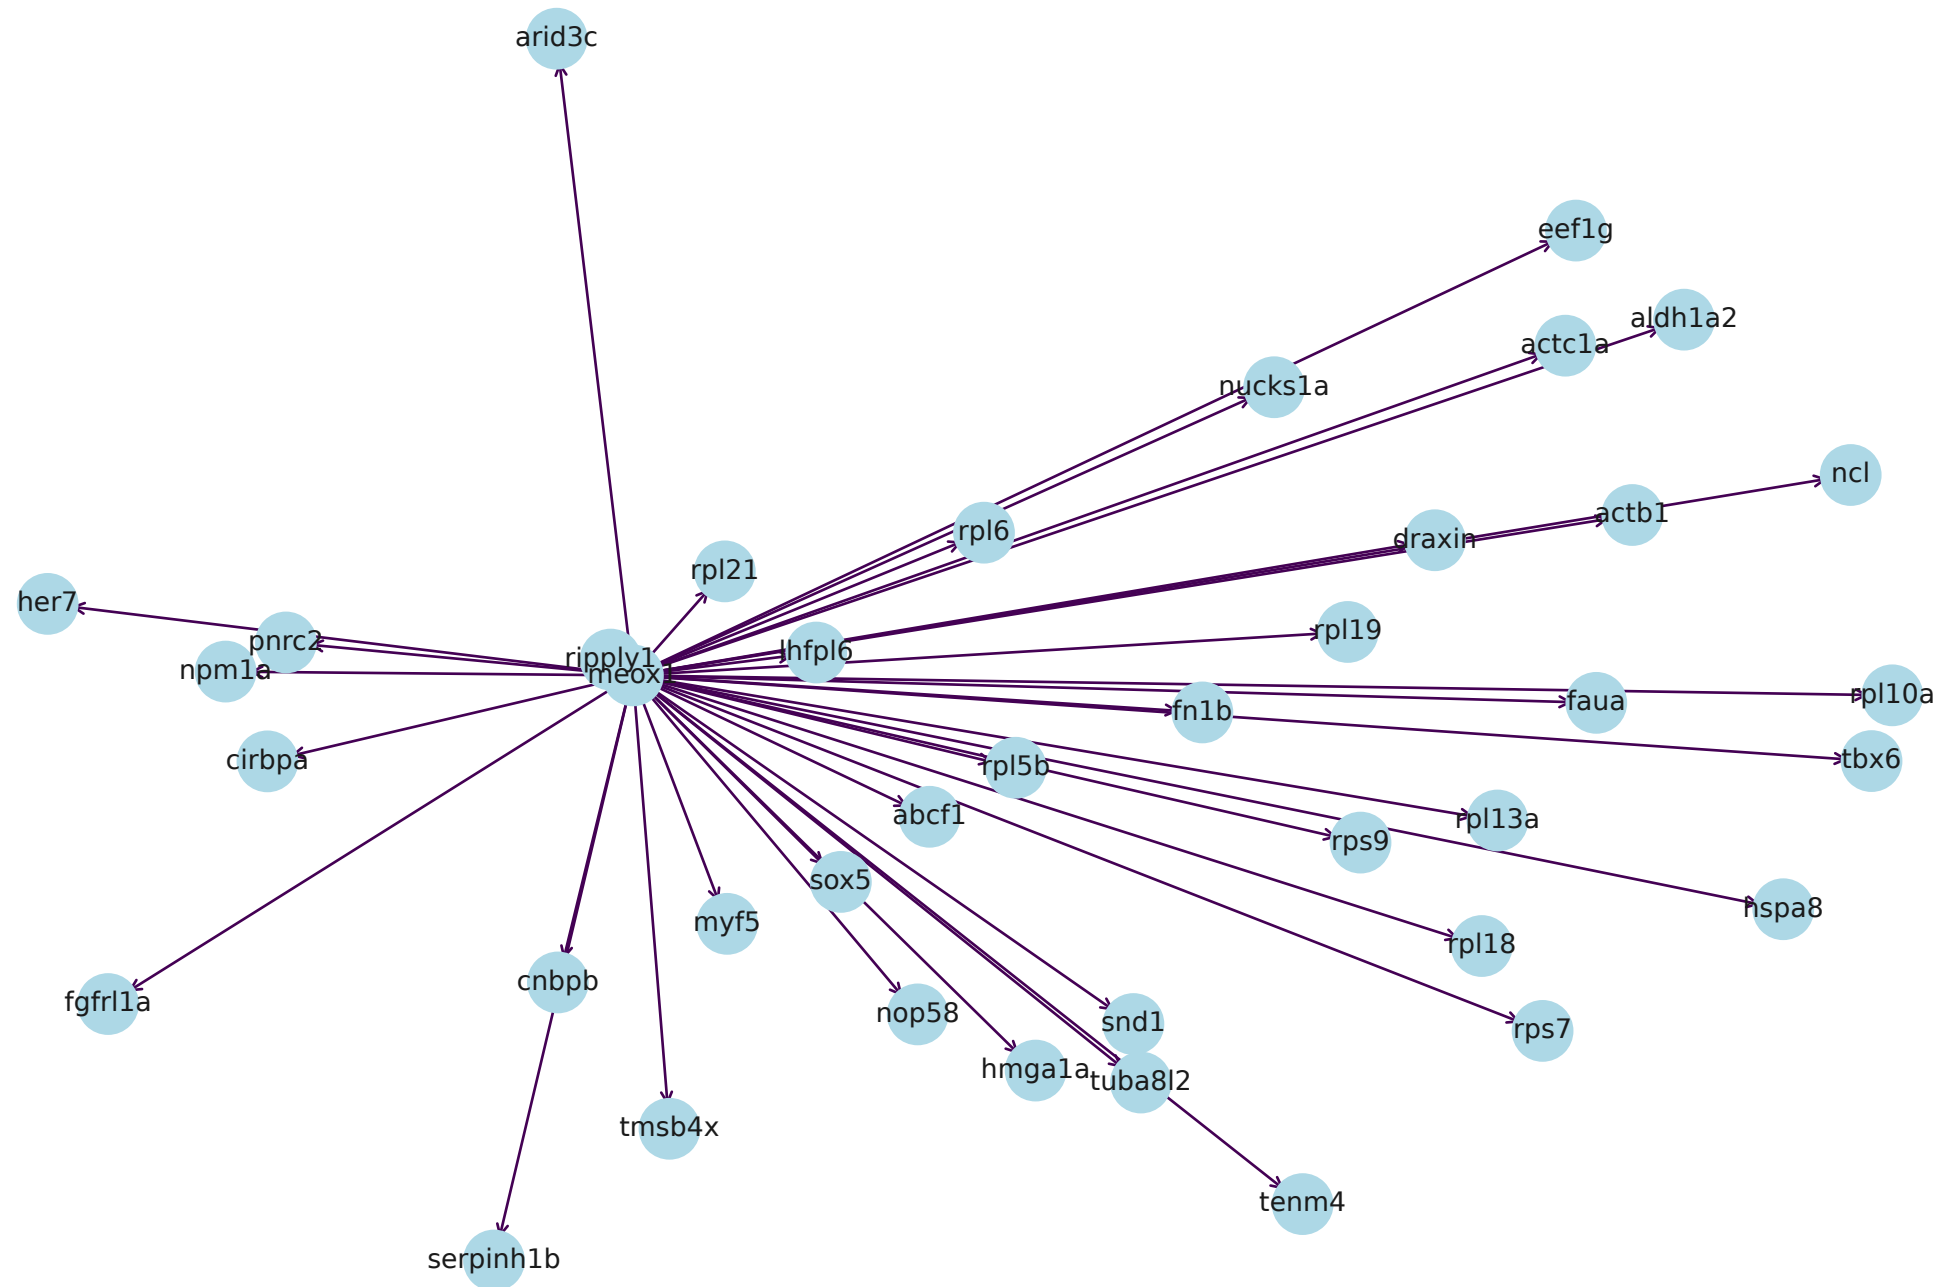 arid3c
eef1g
aldh1a2
actc1a
nucks1a
ncl
actb1
rpl6
draxin
rpl21
her7
rpl19
pnrc2
lhfpl6
ripply1
npm1a
meox1
rpl10a
faua
fn1b
tbx6
cirbpa
rpl5b
abcf1
rpl13a
rps9
sox5
hspa8
myf5
rpl18
cnbpb
fgfrl1a
nop58
snd1
rps7
hmga1a
tuba8l2
tmsb4x
tenm4
serpinh1b